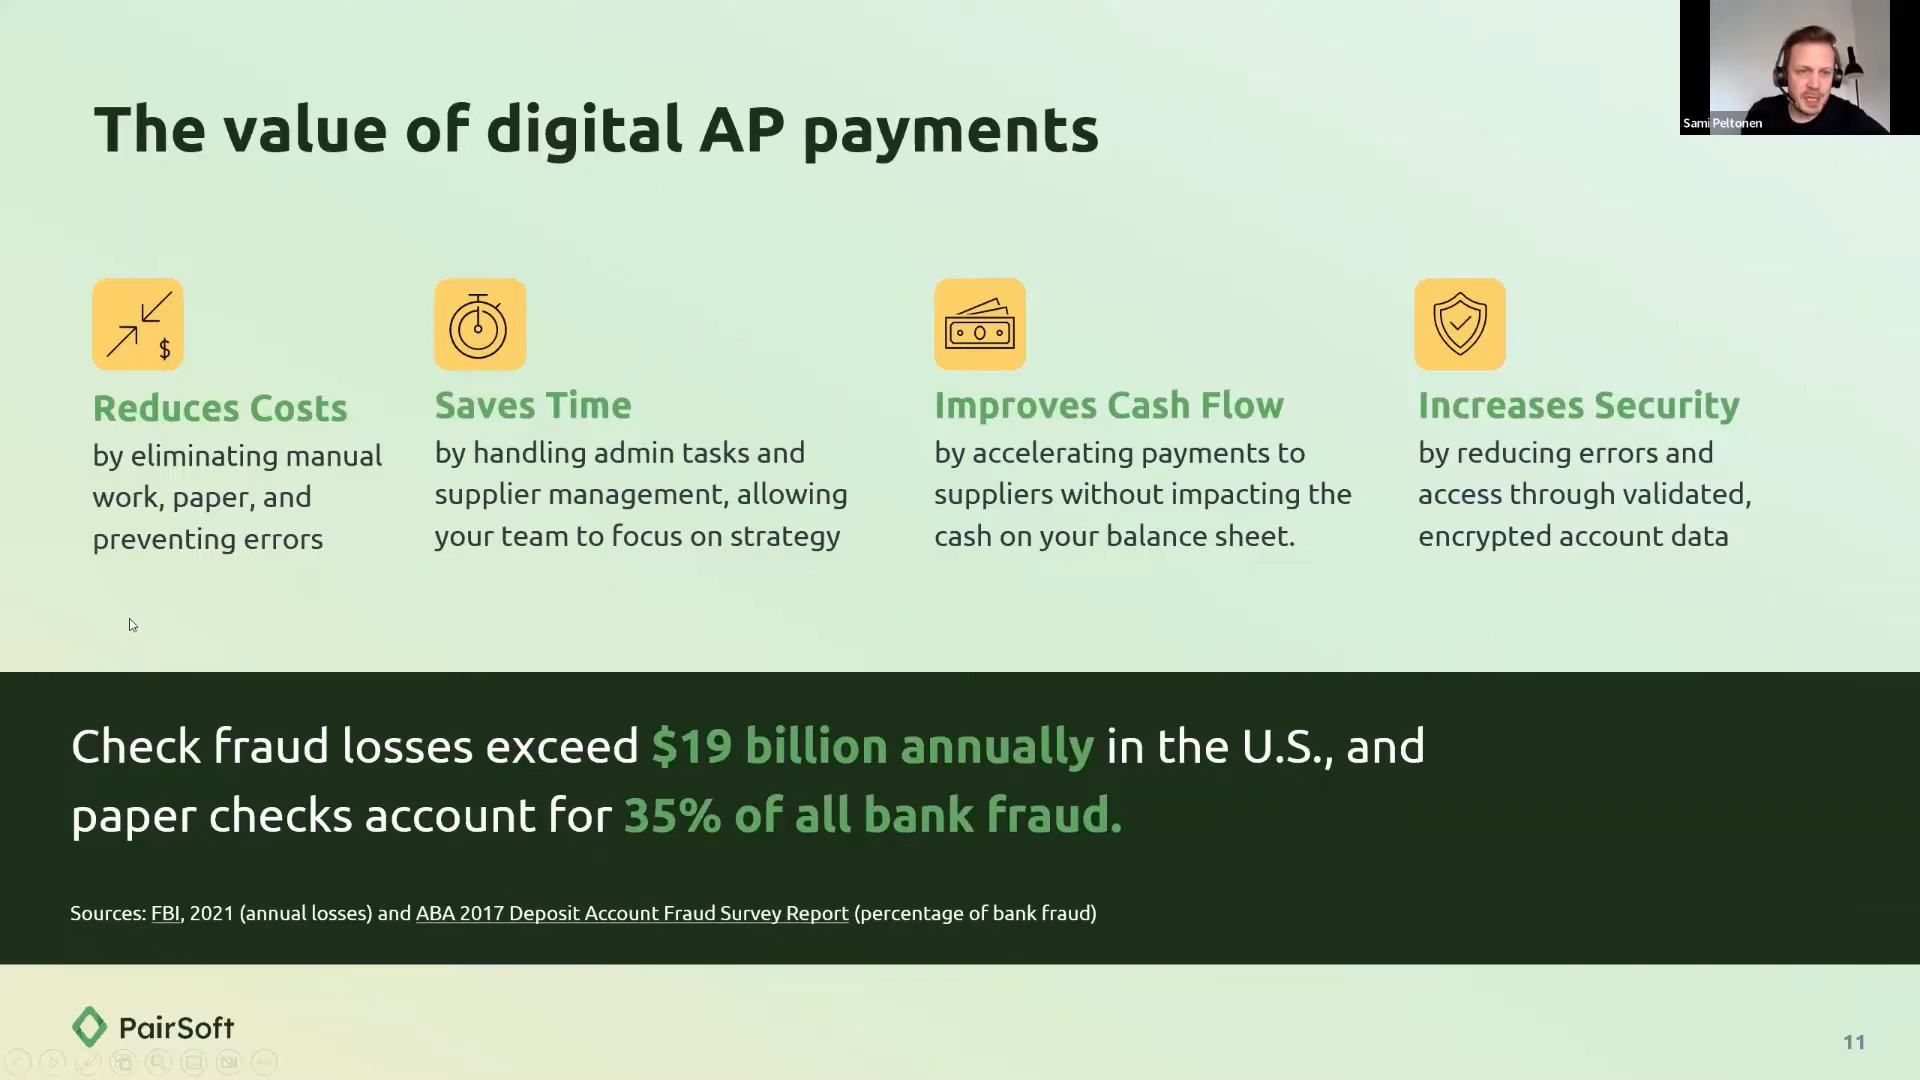 The value of digital AP payments
Sami Peltonen
$
Reduces Costs
by eliminating manual
work, paper, and
preventing errors
Saves Time
by handling admin tasks and
supplier management, allowing
your team to focus on strategy
Improves Cash Flow
by accelerating payments to
suppliers without impacting the
cash on your balance sheet.
Increases Security
by reducing errors and
access through validated,
encrypted account data
Check fraud losses exceed $19 billion annually in the U.S., and
paper checks account for 35% of all bank fraud.
Sources: FBI, 2021 (annual losses) and ABA 2017 Deposit Account Fraud Survey Report (percentage of bank fraud)
PairSoft
11